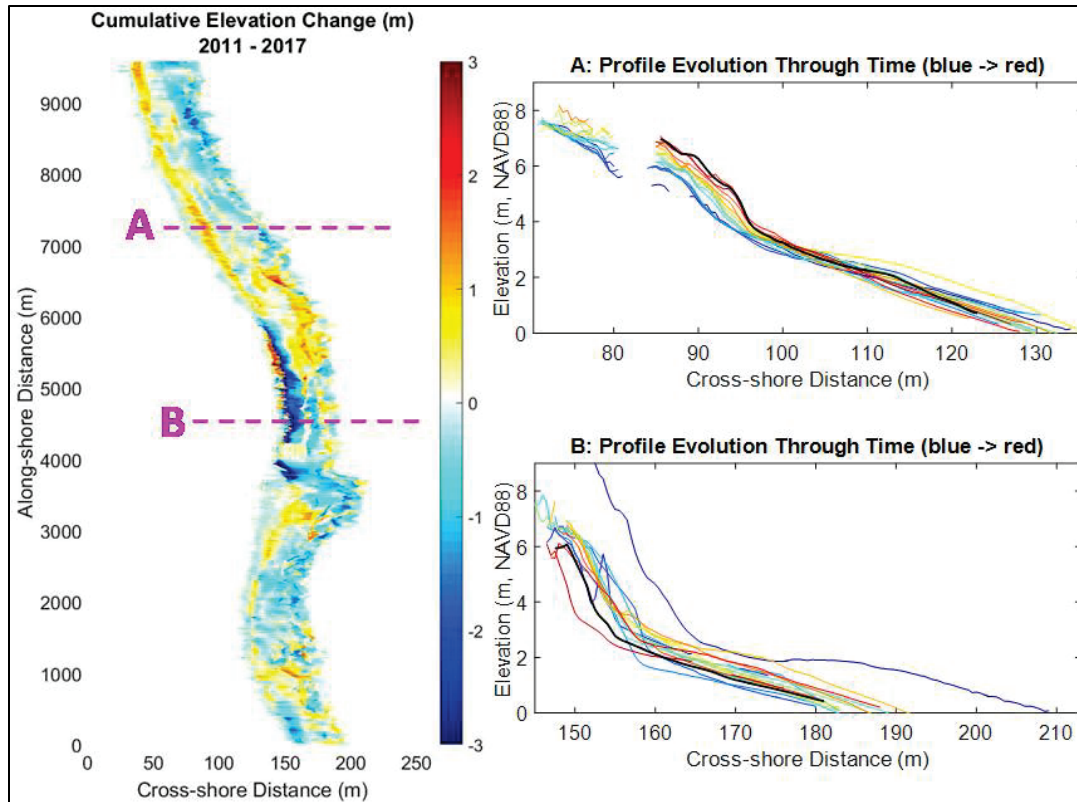 Cumulative Elevation Change (m)
2011 - 2017
9000
8000
7000
6000
5000
4000
3000
2000
1000
0
Along-shore Distance (m)
0 50 100 150 200 250
Cross-shore Distance (m)
A
B
3
2
1
0
-1
-2
-3
A: Profile Evolution Through Time (blue -> red)
8
6
4
2
0
Elevation (m, NAVD88)
80 90 100 110 120 130
Cross-shore Distance (m)
B: Profile Evolution Through Time (blue -> red)
8
6
4
2
0
Elevation (m, NAVD88)
150 160 170 180 190 200 210
Cross-shore Distance (m)